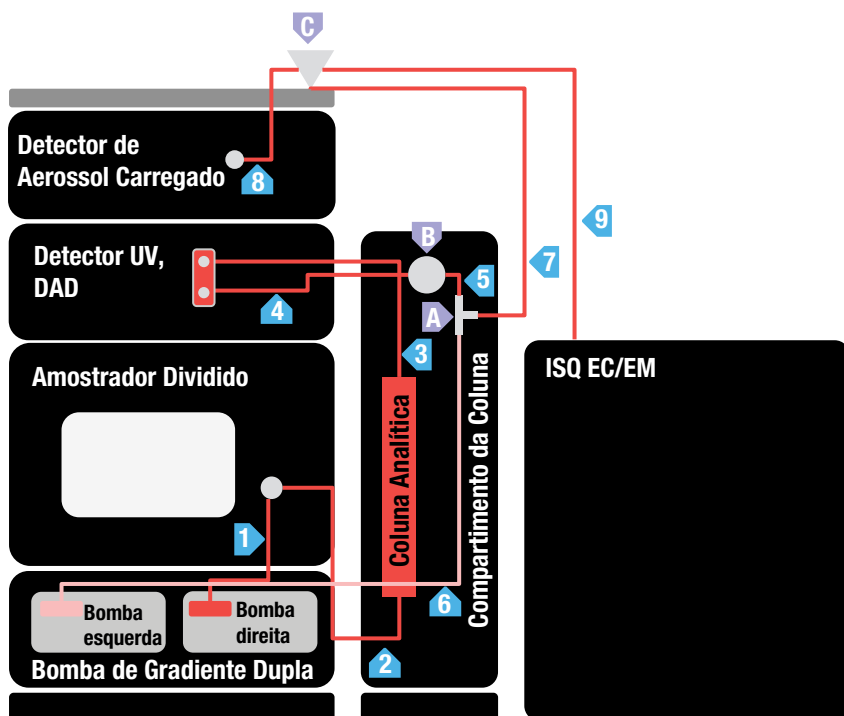 C
Detector de
Aerossol Carregado
8
9
B
Detector UV,
DAD
7
5
4
A
3
ISQ EC/EM
Amostrador Dividido
Coluna Analítica
Compartimento da Coluna
1
6
Bomba
esquerda
Bomba
direita
2
Bomba de Gradiente Dupla